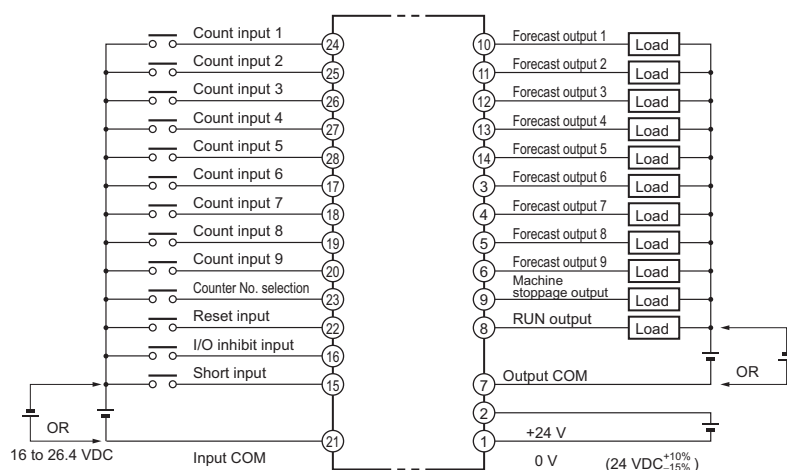 Count input 1 24 10 Forecast output 1 Load
Count input 2 25 11 Forecast output 2 Load
Count input 3 26 12 Forecast output 3 Load
Count input 4 27 13 Forecast output 4 Load
Count input 5 28 14 Forecast output 5 Load
Count input 6 17 3 Forecast output 6 Load
Count input 7 18 4 Forecast output 7 Load
Count input 8 19 5 Forecast output 8 Load
Count input 9 20 6 Forecast output 9 Load
Counter No. selection 23 9 Machine stoppage output Load
Reset input 22 8 RUN output Load
I/O inhibit input 16
Short input 15 7 Output COM OR
OR 2
16 to 26.4 VDC Input COM 21 1 +24 V
0 V (24 VDC +10% –15%)